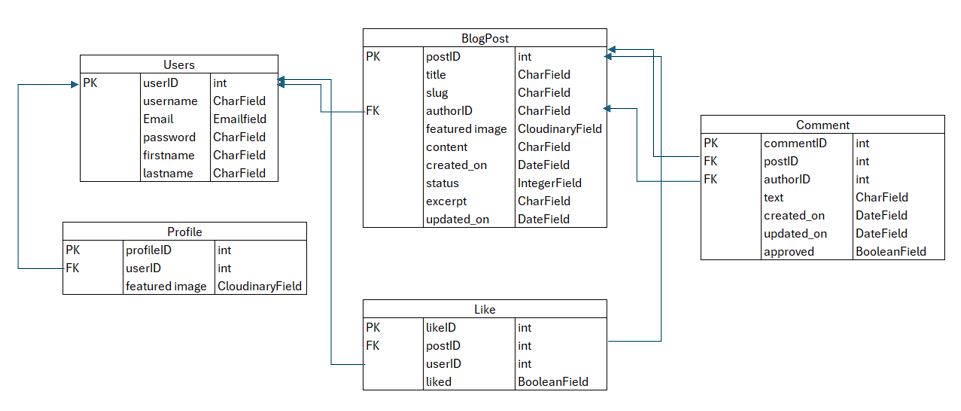 Users
PK userID int
username CharField
Email Emailfield
password CharField
firstname CharField
lastname CharField
Profile
PK profileID int
FK userID int
featured image CloudinaryField
BlogPost
PK postID int
title CharField
slug CharField
FK authorID CharField
featured image CloudinaryField
content CharField
created_on DateField
status IntegerField
excerpt CharField
updated_on DateField
Like
PK likeID int
FK postID int
userID int
liked BooleanField
Comment
PK commentID int
FK postID int
FK authorID int
text CharField
created_on DateField
updated_on DateField
approved BooleanField